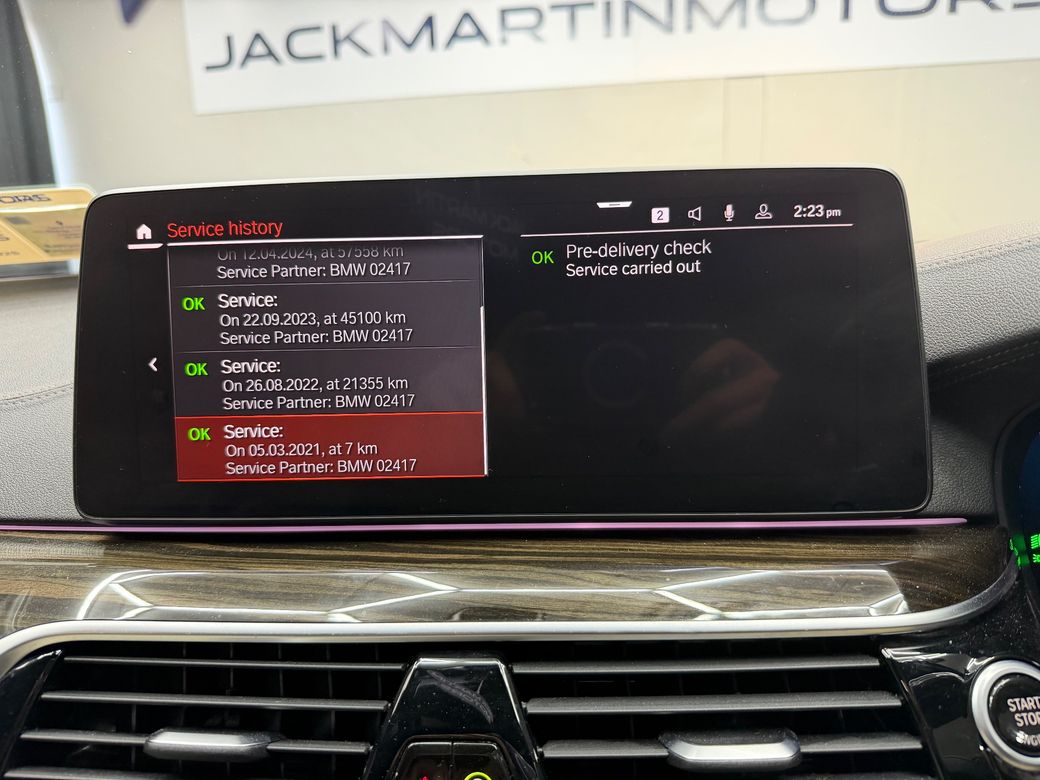 JACKMARTINMOTORS
ORS
Service history
2
2:23 pm
On 12.04.2024, at 57558 km
Service Partner: BMW 02417
OK Service:
On 22.09.2023, at 45100 km
Service Partner: BMW 02417
OK Service:
On 26.08.2022, at 21355 km
Service Partner: BMW 02417
OK Service:
On 05.03.2021, at 7 km
Service Partner: BMW 02417
OK Pre-delivery check
Service carried out
START
STOP